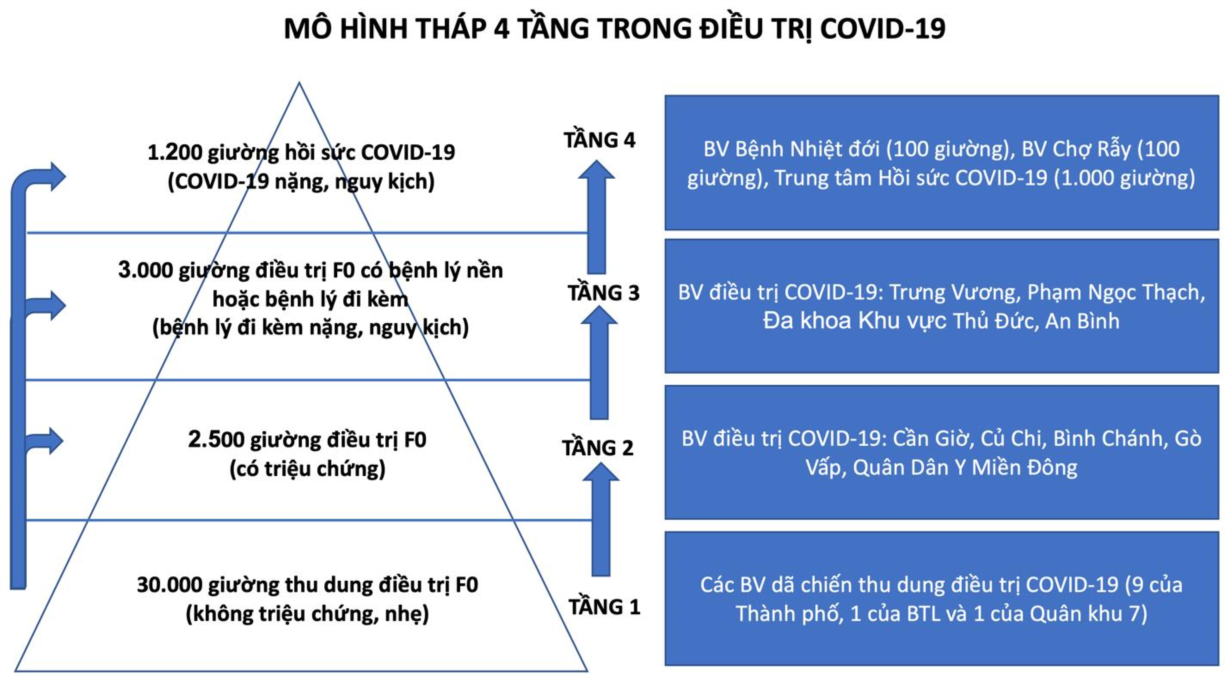 MÔ HÌNH THÁP 4 TẦNG TRONG ĐIỀU TRỊ COVID-19
1.200 giường hồi sức COVID-19
(COVID-19 nặng, nguy kịch)
TẦNG 4
BV Bệnh Nhiệt đới (100 giường), BV Chợ Rẫy (100
giường), Trung tâm Hồi sức COVID-19 (1.000 giường)
3.000 giường điều trị F0 có bệnh lý nền
hoặc bệnh lý đi kèm
(bệnh lý đi kèm nặng, nguy kịch)
TẦNG 3
BV điều trị COVID-19: Trưng Vương, Phạm Ngọc Thạch,
Đa khoa Khu vực Thủ Đức, An Bình
2.500 giường điều trị F0
(có triệu chứng)
TẦNG 2
BV điều trị COVID-19: Cần Giờ, Củ Chi, Bình Chánh, Gò
Vấp, Quân Dân Y Miền Đông
30.000 giường thu dung điều trị F0
(không triệu chứng, nhẹ)
TẦNG 1
Các BV dã chiến thu dung điều trị COVID-19 (9 của
Thành phố, 1 của BTL và 1 của Quân khu 7)